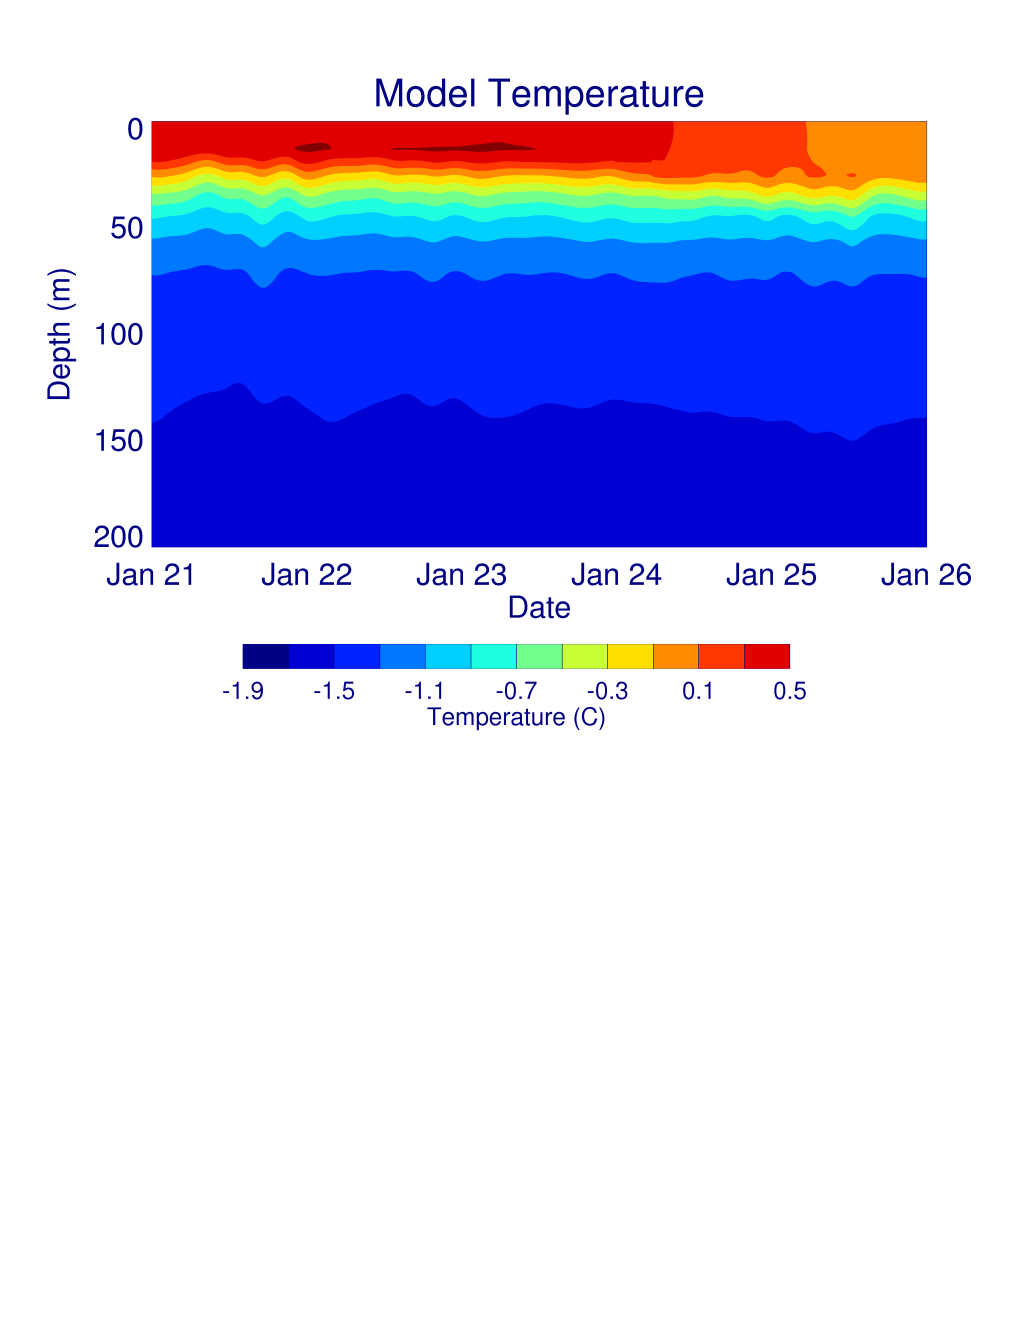 Model Temperature
0
50
100
150
200
Depth (m)
Jan 21 Jan 22 Jan 23 Jan 24 Jan 25 Jan 26
Date
-1.9 -1.5 -1.1 -0.7 -0.3 0.1 0.5
Temperature (C)